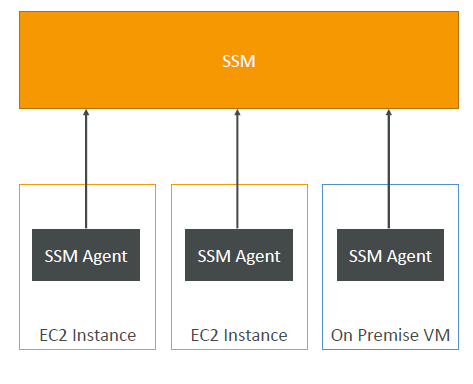 SSM
SSM Agent
SSM Agent
SSM Agent
EC2 Instance
EC2 Instance
On Premise VM